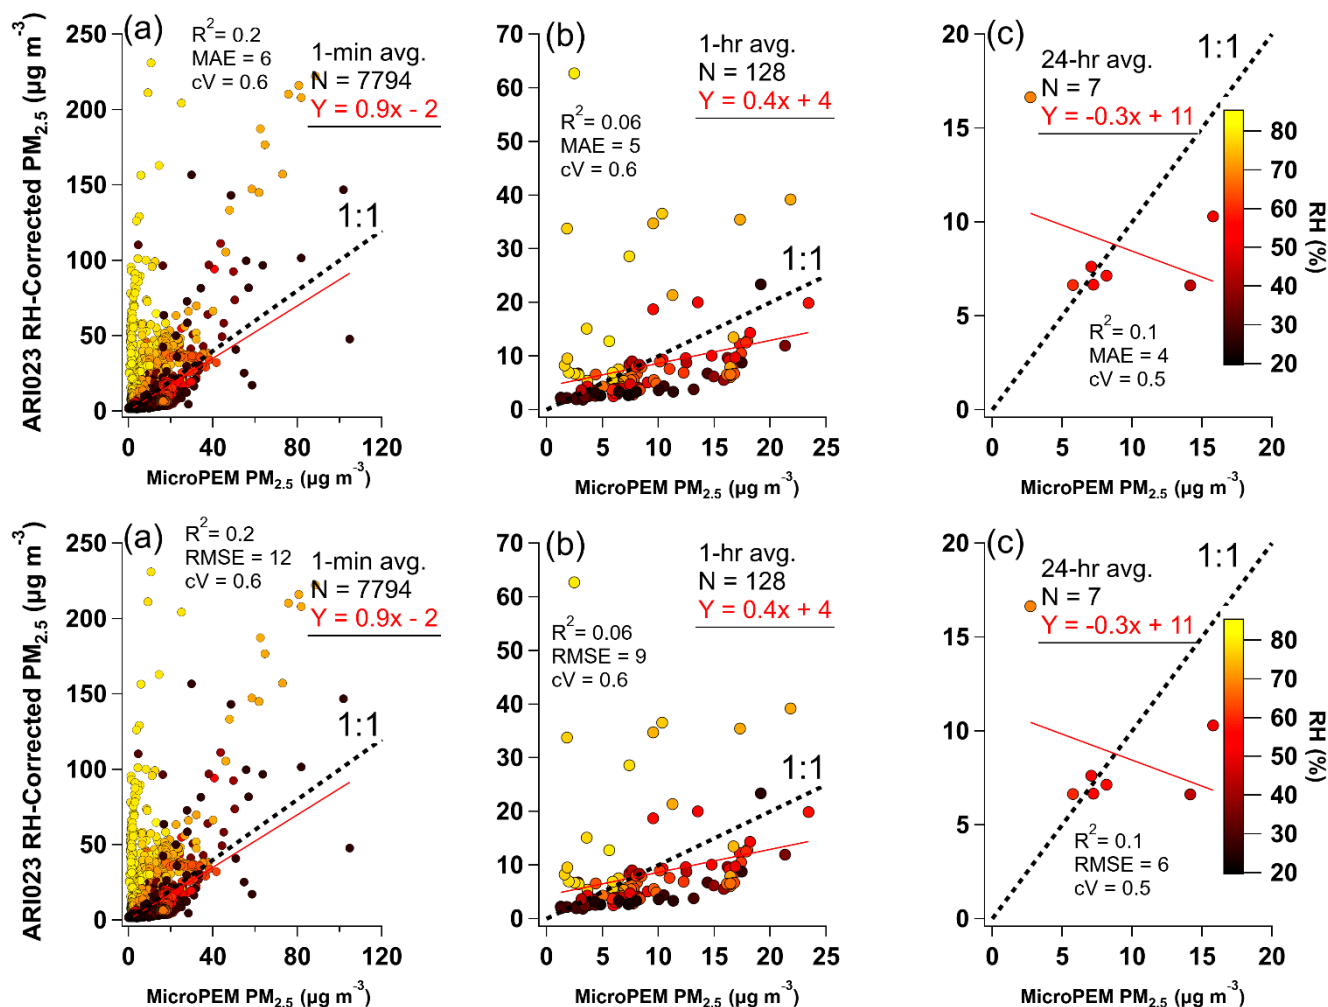 (a)
R²= 0.2
MAE = 6
cV = 0.6
1-min avg.
N = 7794
Y = 0.9x - 2
1:1
250
200
150
100
50
0
0 40 80 120
ARI023 RH-Corrected PM2.5 (µg m⁻³)
MicroPEM PM2.5 (µg m⁻³)
(b)
1-hr avg.
N = 128
Y = 0.4x + 4
R²= 0.06
MAE = 5
cV = 0.6
1:1
70
60
50
40
30
20
10
0
0 5 10 15 20 25
MicroPEM PM2.5 (µg m⁻³)
(c)
24-hr avg.
N = 7
Y = -0.3x + 11
1:1
R²= 0.1
MAE = 4
cV = 0.5
20
15
10
5
0
0 5 10 15 20
MicroPEM PM2.5 (µg m⁻³)
80
70
60
50
40
30
20
RH (%)
(a)
R²= 0.2
RMSE = 12
cV = 0.6
1-min avg.
N = 7794
Y = 0.9x - 2
1:1
250
200
150
100
50
0
0 40 80 120
ARI023 RH-Corrected PM2.5 (µg m⁻³)
MicroPEM PM2.5 (µg m⁻³)
(b)
1-hr avg.
N = 128
Y = 0.4x + 4
R²= 0.06
RMSE = 9
cV = 0.6
1:1
70
60
50
40
30
20
10
0
0 5 10 15 20 25
MicroPEM PM2.5 (µg m⁻³)
(c)
24-hr avg.
N = 7
Y = -0.3x + 11
1:1
R²= 0.1
RMSE = 6
cV = 0.5
20
15
10
5
0
0 5 10 15 20
MicroPEM PM2.5 (µg m⁻³)
80
70
60
50
40
30
20
RH (%)